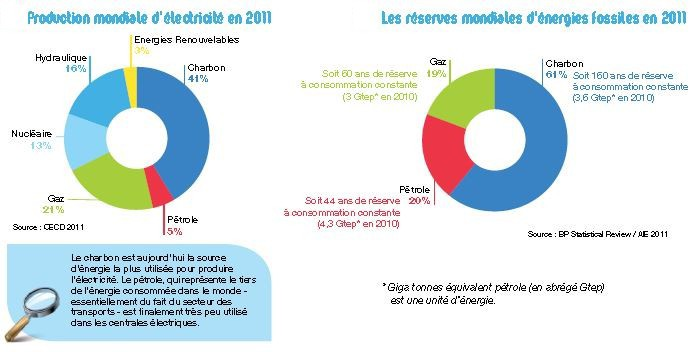 Production mondiale d'électricité en 2011
Energies Renouvelables
3%
Hydraulique
16%
Charbon
41%
Nucléaire
13%
Gaz
21%
Pétrole
5%
Source : OECD 2011
Le charbon est aujourd'hui la source
d'énergie la plus utilisée pour produire
l'électricité. Le pétrole, qui représente le tiers
de l'énergie consommée dans le monde -
essentiellement du fait du secteur des
transports - est finalement très peu utilisé
dans les centrales électriques.
Les réserves mondiales d'énergies fossiles en 2011
Gaz
19%
Soit 60 ans de réserve
à consommation constante
(3 Gtep* en 2010)
Charbon
61%
Soit 160 ans de réserve
à consommation constante
(3,6 Gtep* en 2010)
Pétrole
20%
Soit 44 ans de réserve
à consommation constante
(4,3 Gtep* en 2010)
Source : BP Statistical Review / AIE 2011
* Giga tonnes équivalent pétrole (en abrégé Gtep)
est une unité d'énergie.